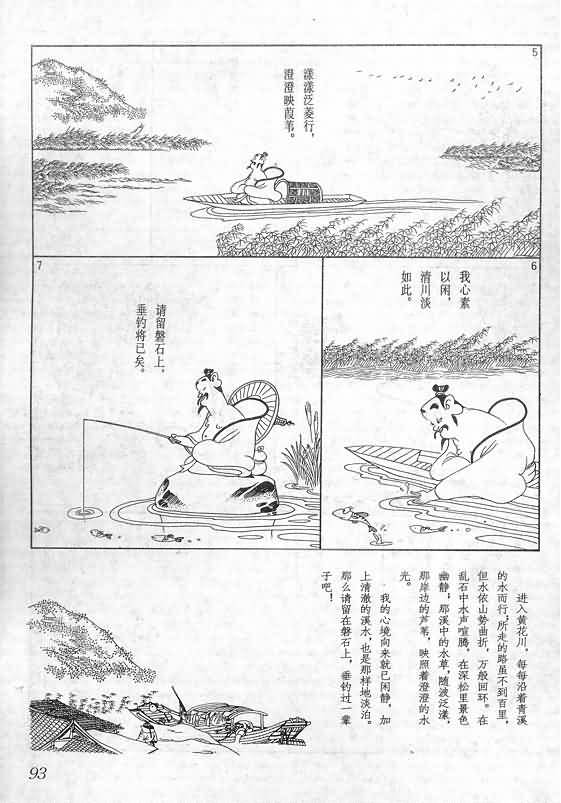 5
漾漾泛菱荇，
澄澄映葭苇。
6
我心素
以闲，
清川淡
如此。
7
请留磐石上，
垂钓将已矣。
进入黄花川，每每沿着青溪
的水而行；所走的路虽不到百里，
但水依山势曲折，万般回环。在
乱石中水声喧腾，在深松里景色
幽静，那溪中的水草，随波泛漾，
那岸边的芦苇，映照着澄澄的水
光。
我的心境向来就已闲静，加
上清澈的溪水，也是那样地淡泊。
那么请留在磐石上，垂钓过一辈
子吧！
93